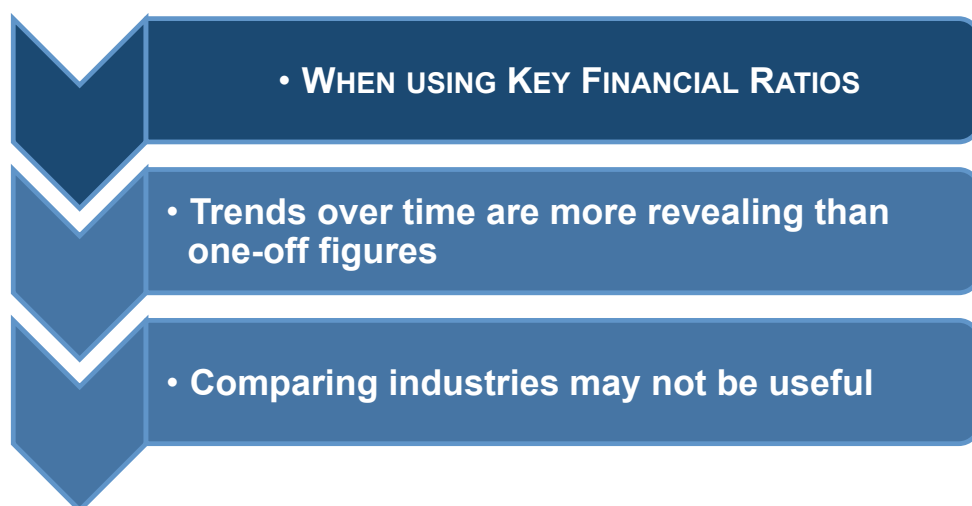 • WHEN USING KEY FINANCIAL RATIOS
• Trends over time are more revealing than
one-off figures
• Comparing industries may not be useful